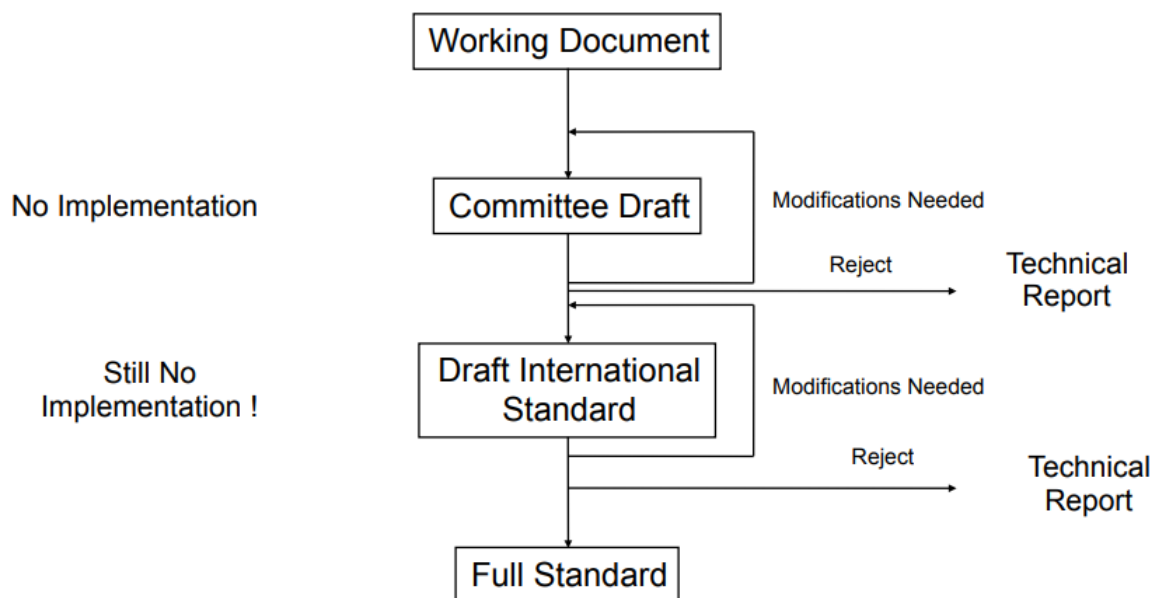 Working Document
No Implementation
Committee Draft
Modifications Needed
Reject
Technical
Report
Still No
Implementation !
Draft International
Standard
Modifications Needed
Reject
Technical
Report
Full Standard